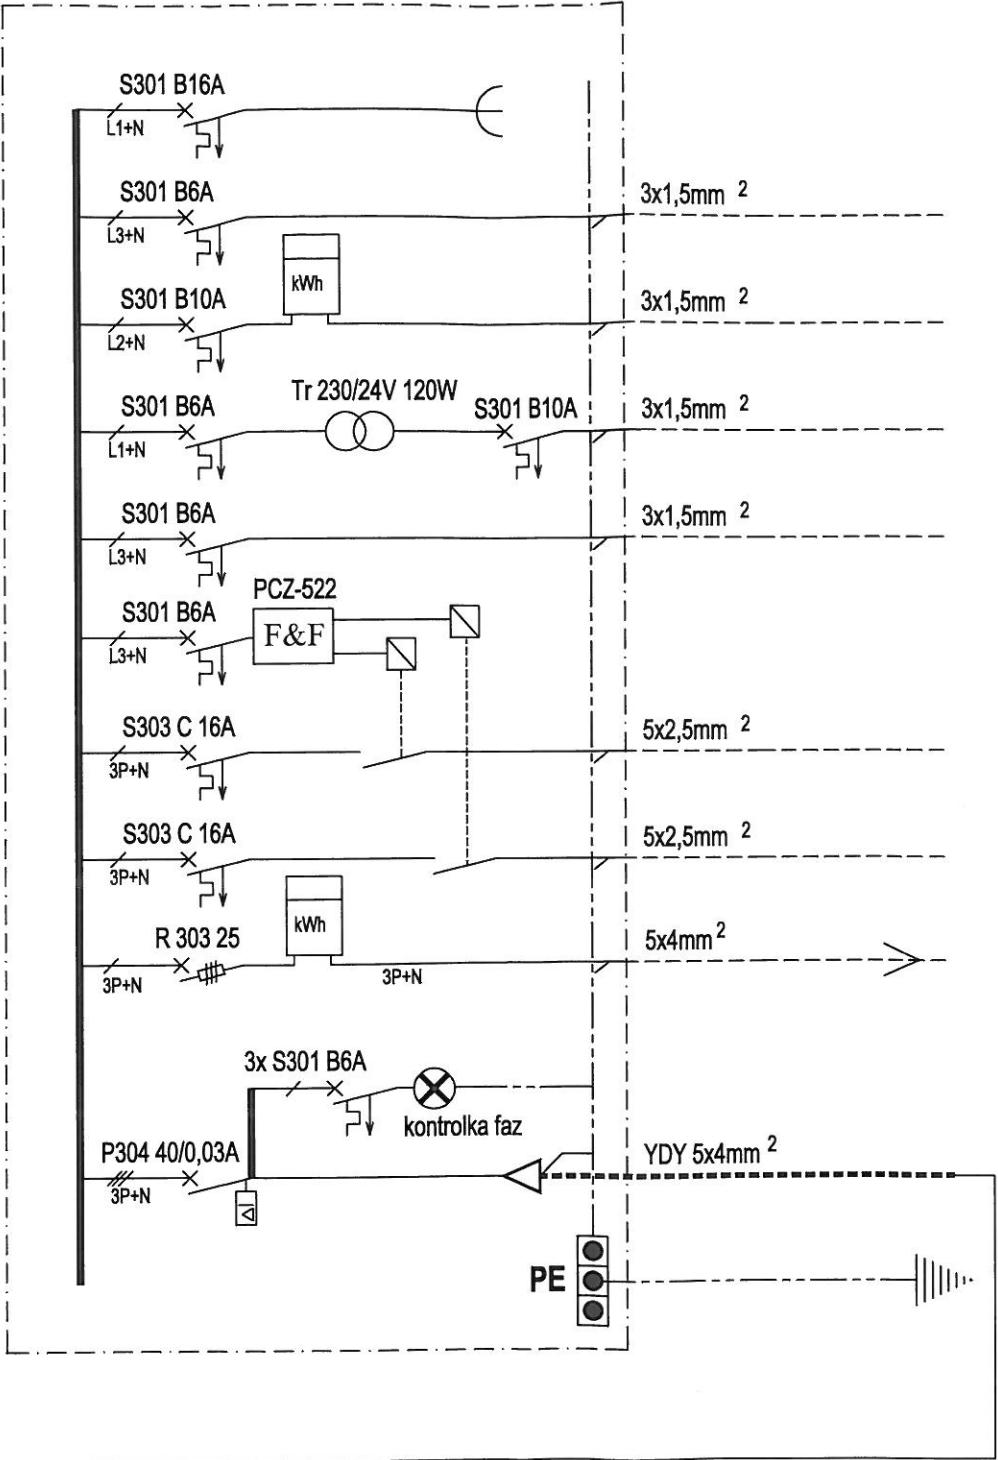 S301 B16A
L1+N
S301 B6A
3x1,5mm 2
L3+N
kWh
S301 B10A
3x1,5mm 2
L2+N
Tr 230/24V 120W
S301 B6A
S301 B10A
3x1,5mm 2
L1+N
S301 B6A
3x1,5mm 2
L3+N
PCZ-522
S301 B6A
F&F
L3+N
S303 C 16A
5x2,5mm 2
3P+N
S303 C 16A
5x2,5mm 2
3P+N
kWh
R 303 25
5x4mm 2
3P+N
3P+N
3x S301 B6A
kontrolka faz
P304 40/0,03A
YDY 5x4mm 2
3P+N
PE